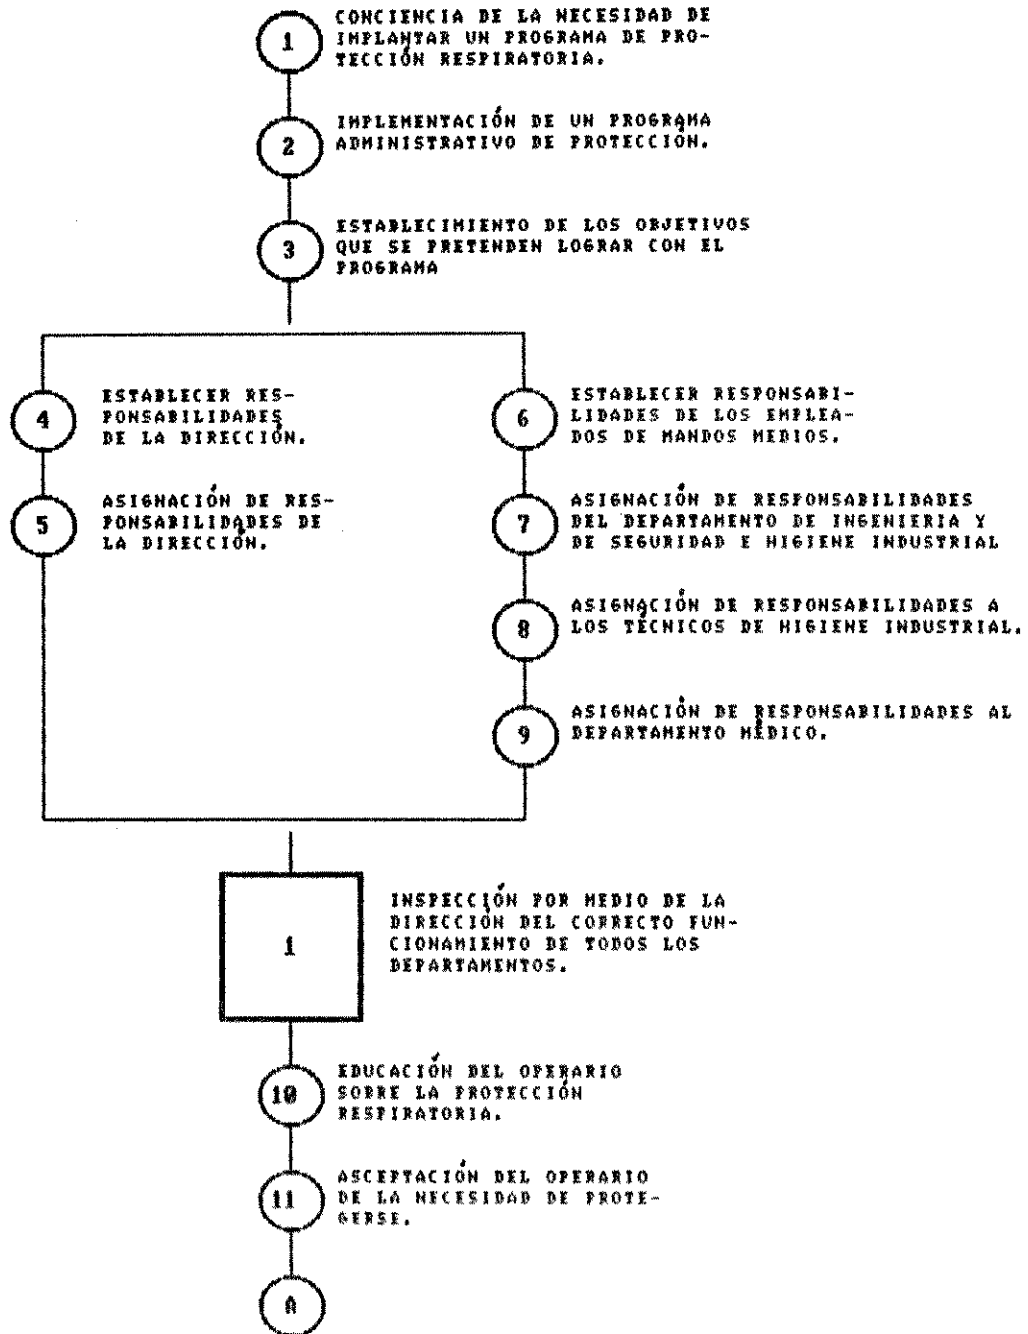 1
CONCIENCIA DE LA NECESIDAD DE
IMPLANTAR UN PROGRAMA DE PRO-
TECCIÓN RESPIRATORIA.
2
IMPLEMENTACIÓN DE UN PROGRAMA
ADMINISTRATIVO DE PROTECCIÓN.
3
ESTABLECIMIENTO DE LOS OBJETIVOS
QUE SE PRETENDEN LOGRAR CON EL
PROGRAMA
4
ESTABLECER RES-
PONSABILIDADES
DE LA DIRECCIÓN.
5
ASIGNACIÓN DE RES-
PONSABILIDADES DE
LA DIRECCIÓN.
6
ESTABLECER RESPONSABI-
LIDADES DE LOS EMPLEA-
DOS DE MANDOS MEDIOS.
7
ASIGNACIÓN DE RESPONSABILIDADES
DEL DEPARTAMENTO DE INGENIERIA Y
DE SEGURIDAD E HIGIENE INDUSTRIAL
8
ASIGNACIÓN DE RESPONSABILIDADES A
LOS TÉCNICOS DE HIGIENE INDUSTRIAL.
9
ASIGNACIÓN DE RESPONSABILIDADES AL
DEPARTAMENTO MÉDICO.
1
INSPECCIÓN POR MEDIO DE LA
DIRECCIÓN DEL CORRECTO FUN-
CIONAMIENTO DE TODOS LOS
DEPARTAMENTOS.
10
EDUCACIÓN DEL OPERARIO
SOBRE LA PROTECCIÓN
RESPIRATORIA.
11
ASCEPTACIÓN DEL OPERARIO
DE LA NECESIDAD DE PROTE-
GERSE.
A